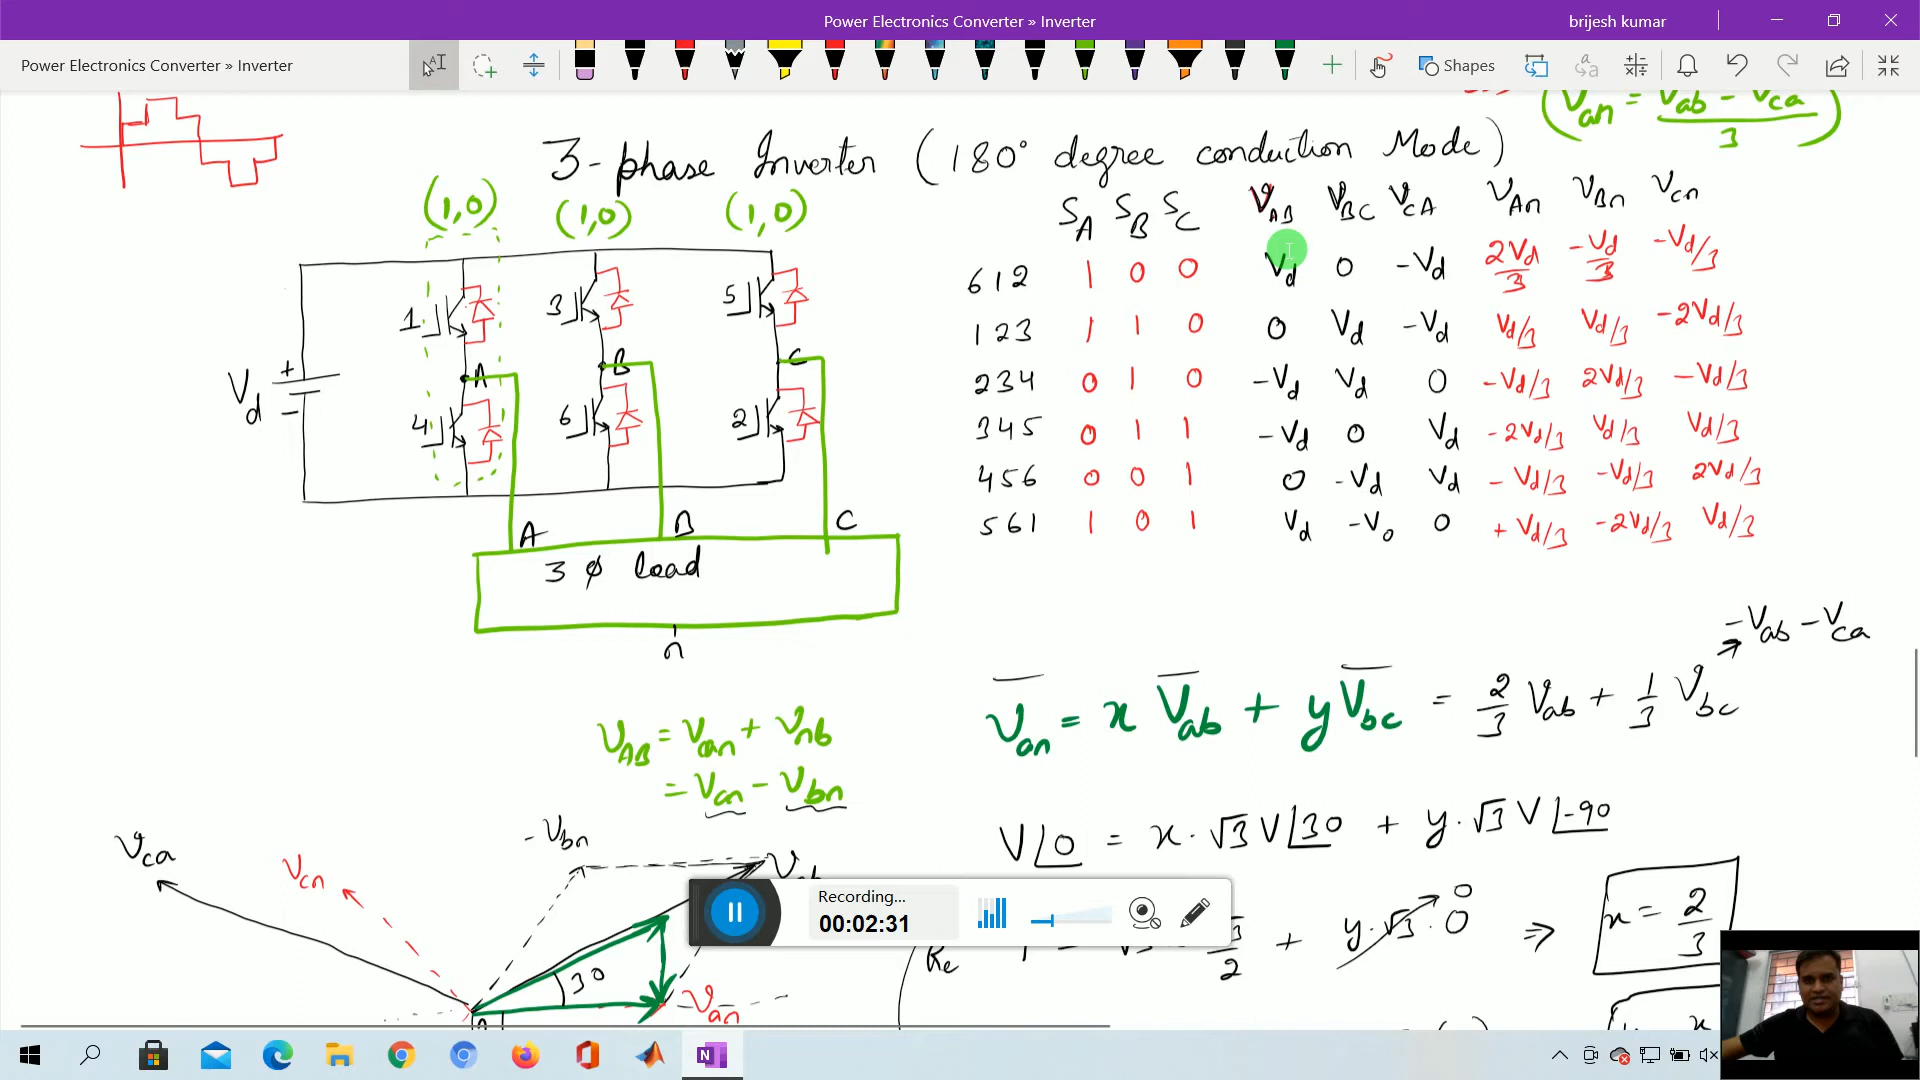 Power Electronics Converter » Inverter
brijesh kumar
Power Electronics Converter » Inverter
Shapes
(Van = Vab - Vca / 3)
3-phase Inverter (180° degree conduction Mode)
(1,0) (1,0) (1,0)
SA SB SC VAB VBC VCA VAn VBn Vcn
612 1 0 0 Vd 0 -Vd 2Vd/3 -Vd/3 -Vd/3
123 1 1 0 0 Vd -Vd Vd/3 Vd/3 -2Vd/3
234 0 1 0 -Vd Vd 0 -Vd/3 2Vd/3 -Vd/3
345 0 1 1 -Vd 0 Vd -2Vd/3 Vd/3 Vd/3
456 0 0 1 0 -Vd Vd -Vd/3 -Vd/3 2Vd/3
561 1 0 1 Vd -V0 0 +Vd/3 -2Vd/3 Vd/3
1 3 5
A B C
Vd + -
4 6 2
A B C
3 φ load
n
-Vab - Vca
Van = x Vab + y Vbc = 2/3 Vab + 1/3 Vbc
VAB = Van + Vnb
= Van - Vbn
V∠0 = x · √3 V∠30 + y · √3 V∠-90
Vca
Vcn
-Vbn
30
Van
Re
2 + y·√3·0 0 ⇒ x = 2/3
Recording...
00:02:31